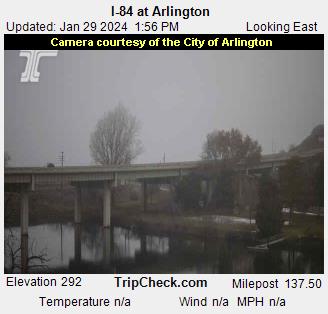 I-84 at Arlington
Updated: Jan 29 2024 1:56 PM Looking East
Camera courtesy of the City of Arlington
Elevation 292 TripCheck.com Milepost 137.50
Temperature n/a Wind n/a MPH n/a